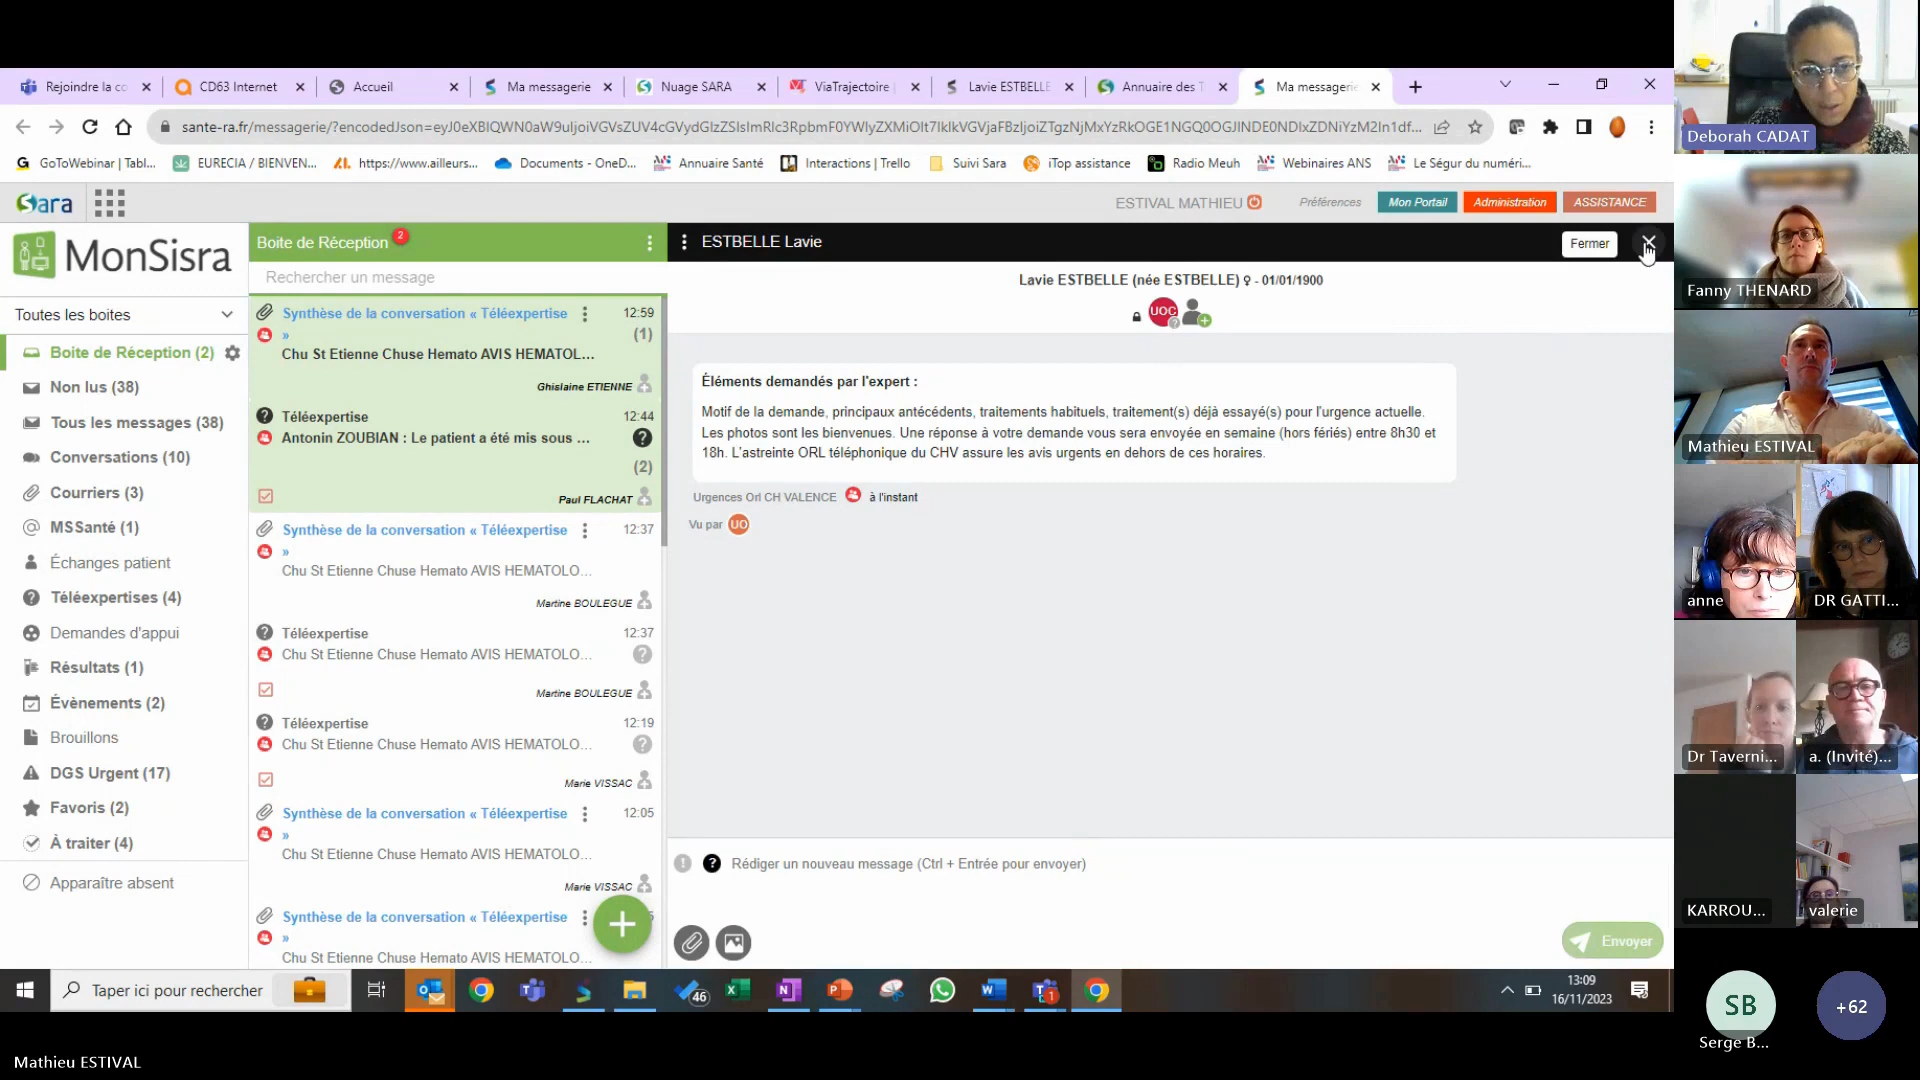 Rejoindre la co
CD63 Internet
Accueil
Ma messagerie
Nuage SARA
ViaTrajectoire |
Lavie ESTBELLE
Annuaire des T
Ma messagerie
GoToWebinar | Tabl...
EURECIA / BIENVEN...
https://www.ailleurs...
Documents - OneD...
Annuaire Santé
Interactions | Trello
Suivi Sara
iTop assistance
Radio Meuh
Webinaires ANS
Le Ségur du numéri...
Sara
ESTIVAL MATHIEU
Préférences
Mon Portail
Administration
ASSISTANCE
MonSisra
Toutes les boites
Boite de Réception (2)
Non lus (38)
Tous les messages (38)
Conversations (10)
Courriers (3)
MSSanté (1)
Échanges patient
Téléexpertises (4)
Demandes d'appui
Résultats (1)
Évènements (2)
Brouillons
DGS Urgent (17)
Favoris (2)
À traiter (4)
Apparaître absent
Boite de Réception 2
Rechercher un message
Synthèse de la conversation « Téléexpertise 12:59
» (1)
Chu St Etienne Chuse Hemato AVIS HEMATOL...
Ghislaine ETIENNE
Téléexpertise 12:44
Antonin ZOUBIAN : Le patient a été mis sous ...
(2)
Paul FLACHAT
Synthèse de la conversation « Téléexpertise 12:37
»
Chu St Etienne Chuse Hemato AVIS HEMATOLO...
Martine BOULEGUE
Téléexpertise 12:37
Chu St Etienne Chuse Hemato AVIS HEMATOLO...
Martine BOULEGUE
Téléexpertise 12:19
Chu St Etienne Chuse Hemato AVIS HEMATOLO...
Marie VISSAC
Synthèse de la conversation « Téléexpertise 12:05
»
Chu St Etienne Chuse Hemato AVIS HEMATOLO...
Marie VISSAC
Synthèse de la conversation « Téléexpertise
»
Chu St Etienne Chuse Hemato AVIS HEMATOLO...
ESTBELLE Lavie
Fermer
Lavie ESTBELLE (née ESTBELLE) ♀ - 01/01/1900
UOC
Éléments demandés par l'expert :
Motif de la demande, principaux antécédents, traitements habituels, traitement(s) déjà essayé(s) pour l'urgence actuelle.
Les photos sont les bienvenues. Une réponse à votre demande vous sera envoyée en semaine (hors fériés) entre 8h30 et
18h. L'astreinte ORL téléphonique du CHV assure les avis urgents en dehors de ces horaires.
Urgences Orl CH VALENCE à l'instant
Vu par UO
Rédiger un nouveau message (Ctrl + Entrée pour envoyer)
Envoyer
Taper ici pour rechercher
46
1
13:09
16/11/2023
Mathieu ESTIVAL
Deborah CADAT
Fanny THENARD
Mathieu ESTIVAL
anne
DR GATTI...
Dr Taverni...
a. (Invité)...
KARROU...
valerie
SB
Serge B...
+62